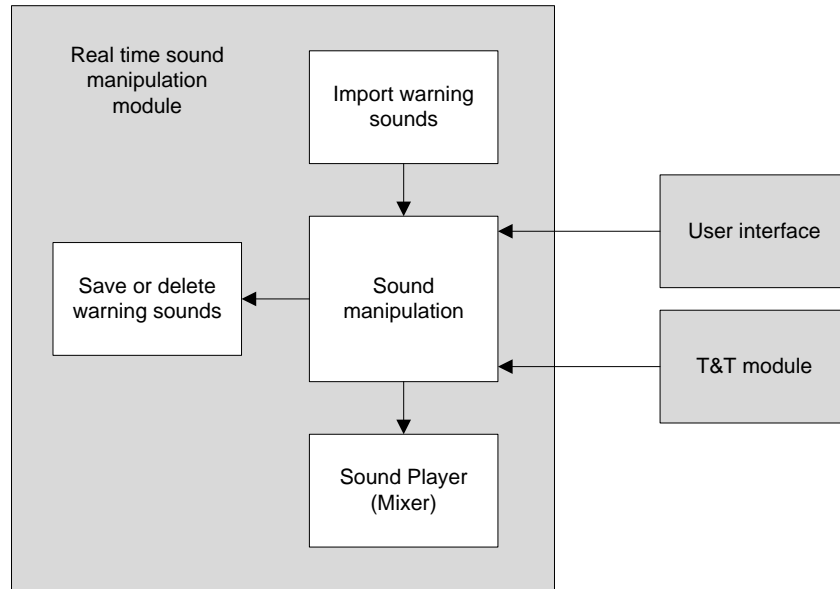 Real time sound
manipulation
module
Import warning
sounds
User interface
Save or delete
warning sounds
Sound
manipulation
T&T module
Sound Player
(Mixer)